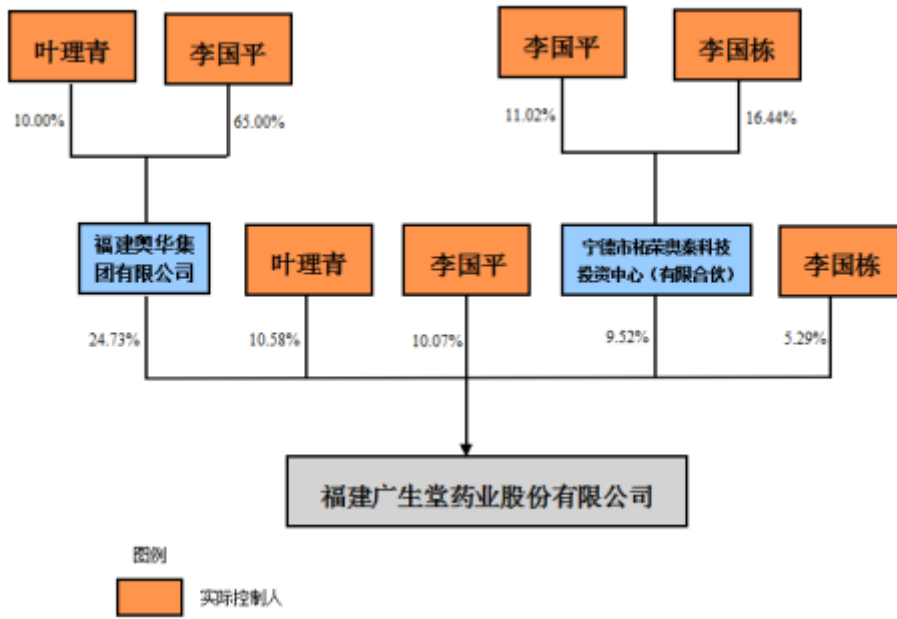 叶理青
李国平
李国平
李国栋
10.00%
65.00%
11.02%
16.44%
福建奥华集
团有限公司
叶理青
李国平
宁德市柘荣奥泰科技
投资中心（有限合伙）
李国栋
24.73%
10.58%
10.07%
9.52%
5.29%
福建广生堂药业股份有限公司
图例
实际控制人